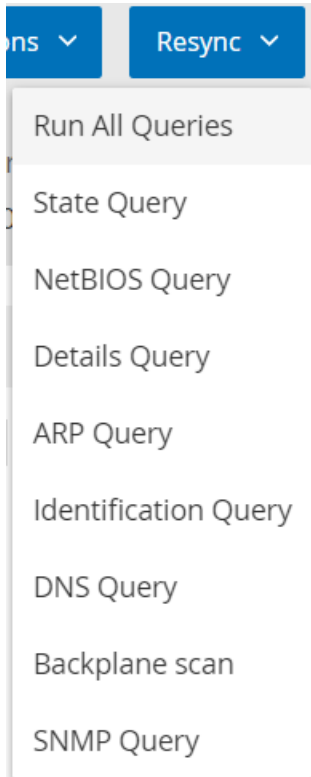 ons Resync
Run All Queries
State Query
NetBIOS Query
Details Query
ARP Query
Identification Query
DNS Query
Backplane scan
SNMP Query